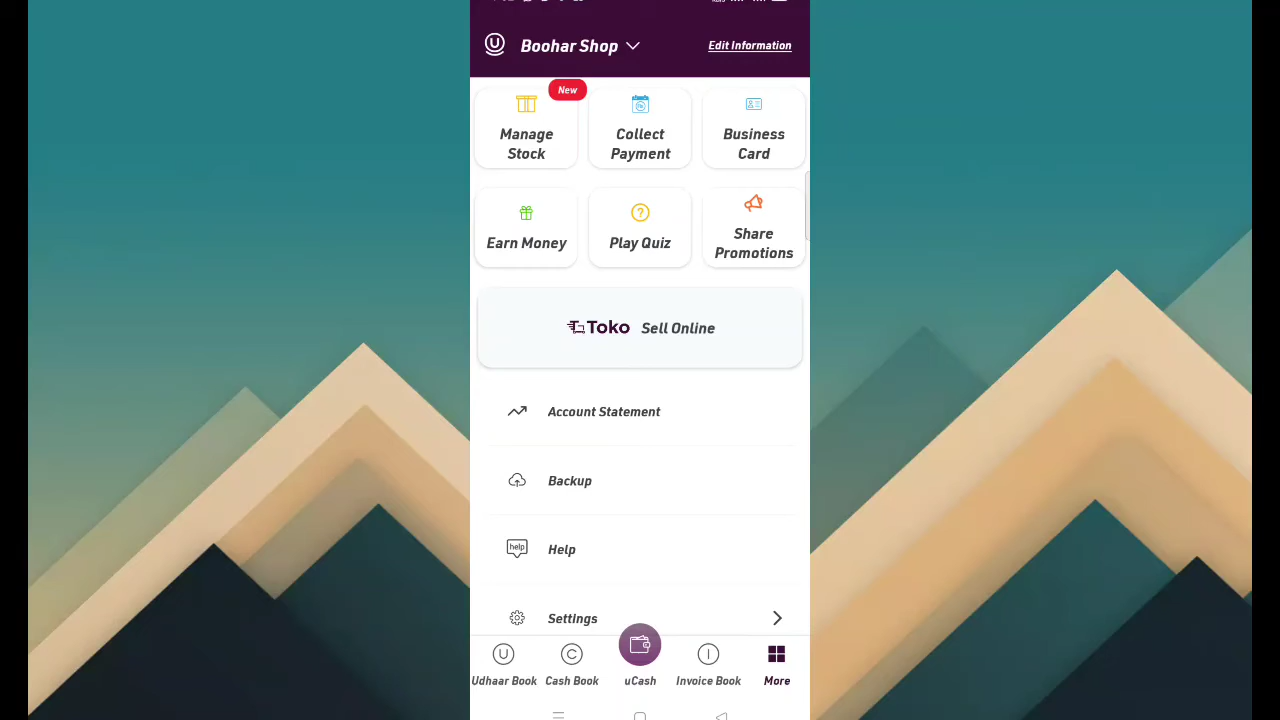 Boohar Shop
Edit Information
New
Manage
Stock
Collect
Payment
Business
Card
Earn Money
Play Quiz
Share
Promotions
Toko Sell Online
Account Statement
Backup
help
Help
Settings
Udhaar Book
Cash Book
uCash
Invoice Book
More